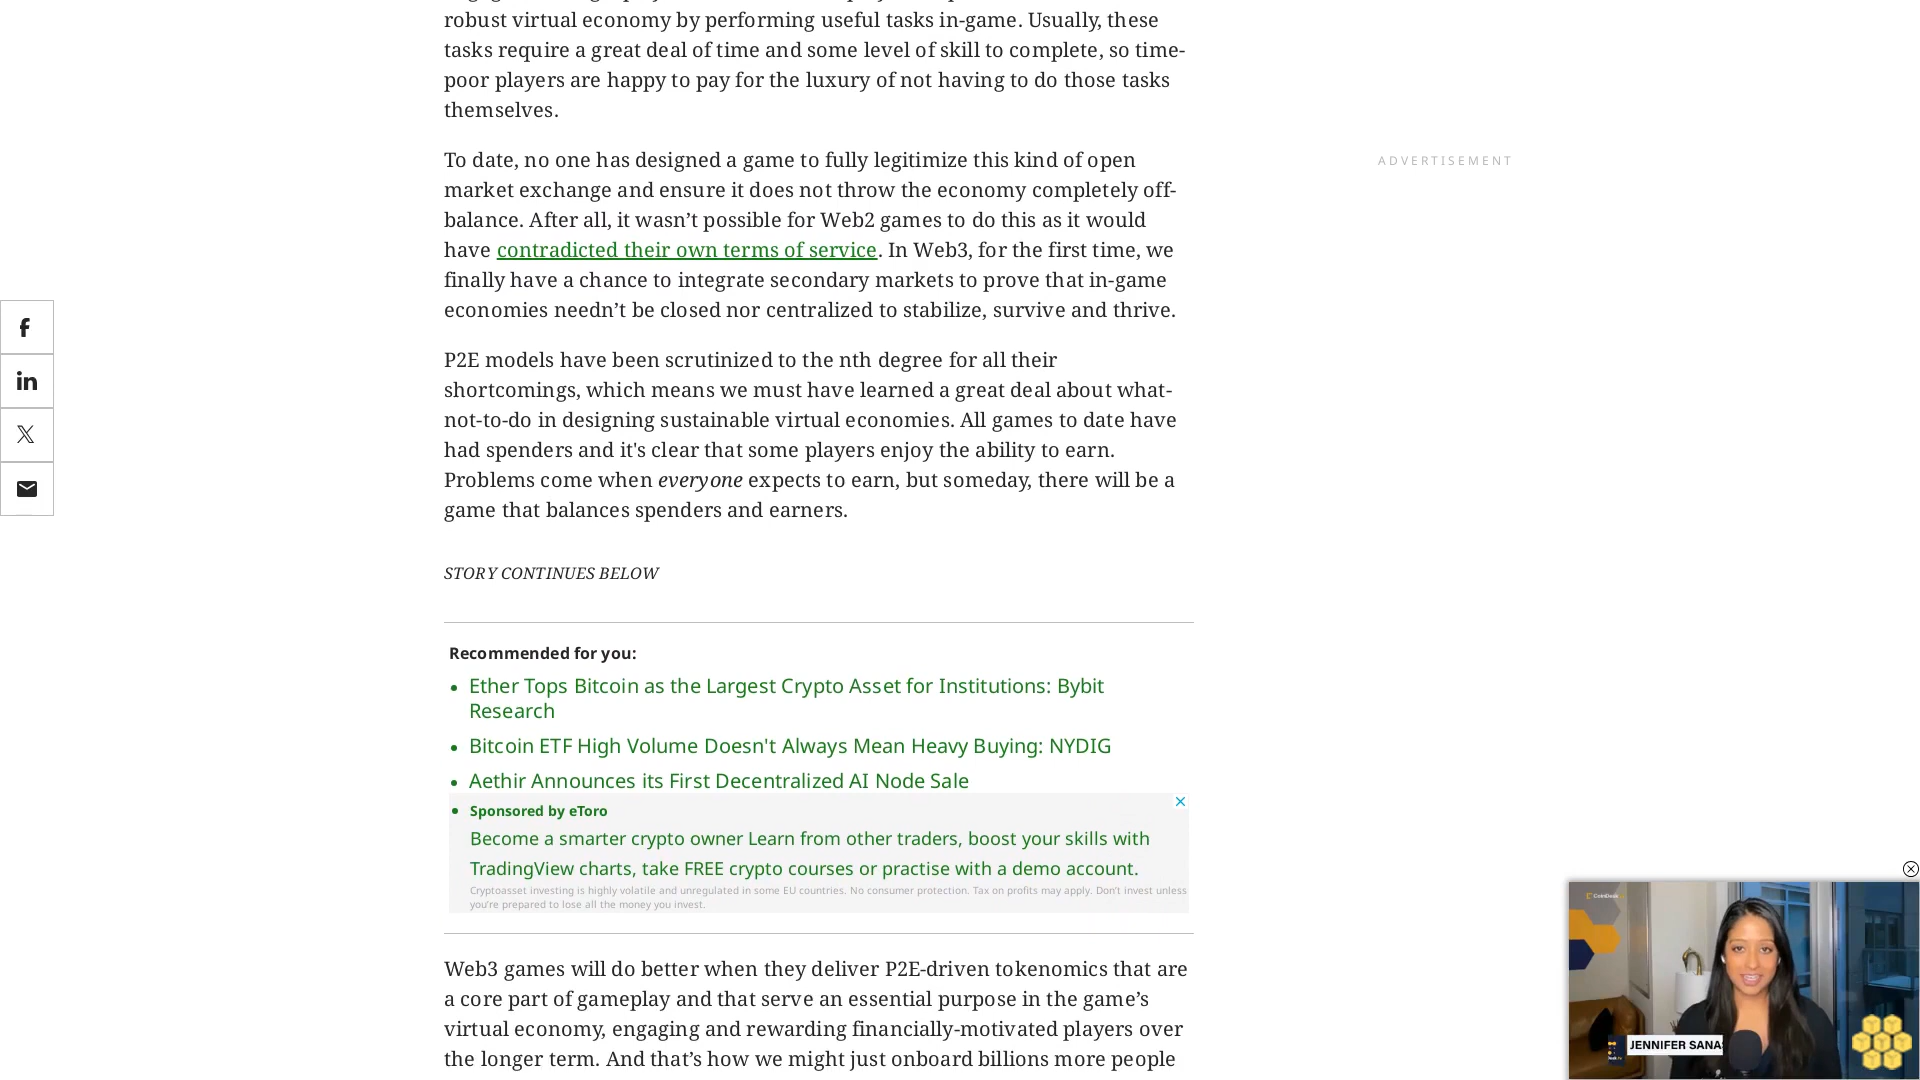 robust virtual economy by performing useful tasks in-game. Usually, these
tasks require a great deal of time and some level of skill to complete, so time-
poor players are happy to pay for the luxury of not having to do those tasks
themselves.
To date, no one has designed a game to fully legitimize this kind of open
market exchange and ensure it does not throw the economy completely off-
balance. After all, it wasn’t possible for Web2 games to do this as it would
have contradicted their own terms of service. In Web3, for the first time, we
finally have a chance to integrate secondary markets to prove that in-game
economies needn’t be closed nor centralized to stabilize, survive and thrive.
P2E models have been scrutinized to the nth degree for all their
shortcomings, which means we must have learned a great deal about what-
not-to-do in designing sustainable virtual economies. All games to date have
had spenders and it's clear that some players enjoy the ability to earn.
Problems come when everyone expects to earn, but someday, there will be a
game that balances spenders and earners.
STORY CONTINUES BELOW
Recommended for you:
• Ether Tops Bitcoin as the Largest Crypto Asset for Institutions: Bybit
Research
• Bitcoin ETF High Volume Doesn't Always Mean Heavy Buying: NYDIG
• Aethir Announces its First Decentralized AI Node Sale
• Sponsored by eToro
Become a smarter crypto owner Learn from other traders, boost your skills with
TradingView charts, take FREE crypto courses or practise with a demo account.
Cryptoasset investing is highly volatile and unregulated in some EU countries. No consumer protection. Tax on profits may apply. Don’t invest unless
you’re prepared to lose all the money you invest.
Web3 games will do better when they deliver P2E-driven tokenomics that are
a core part of gameplay and that serve an essential purpose in the game’s
virtual economy, engaging and rewarding financially-motivated players over
the longer term. And that’s how we might just onboard billions more people
ADVERTISEMENT
CoinDesk
JENNIFER SANA